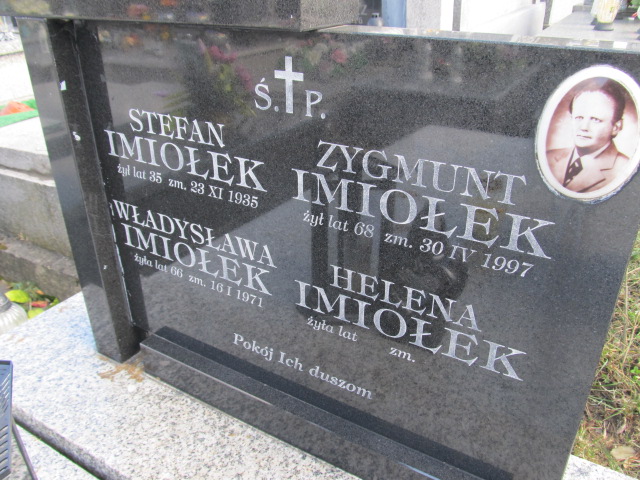 Ś. P.
STEFAN
IMIOŁEK
żył lat 35 zm. 23 XI 1935
WŁADYSŁAWA
IMIOŁEK
żyła lat 66 zm. 16 I 1971
ZYGMUNT
IMIOŁEK
żył lat 68 zm. 30 IV 1997
HELENA
IMIOŁEK
żyła lat zm.
Pokój Ich duszom